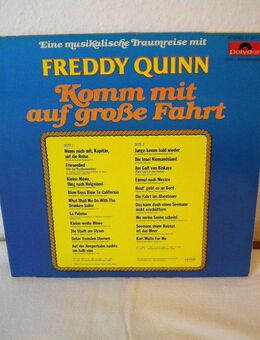 Eine musikalische Traumreise mit
Polydor
FREDDY QUINN
Komm mit
auf große Fahrt
SEITE 1
Nimm mich mit, Kapitän,
auf die Reise
Friesenlied
Kleine Möwe,
flieg nach Helgoland
Blow Boys Blow To California
What Shall We Do With The
Drunken Sailor
La Paloma
Kleine weiße Möwe
Die Stadt am Strom
Unter fremden Sternen
Auf der Reeperbahn nachts
um halb eins
SEITE 2
Junge komm bald wieder
Die Insel Niemandsland
Am Golf von Biskaya
Einmal nach Mexico
Heut' geht es an Bord
Die Fahrt ins Abenteuer
Das kann doch einen Seemann
nicht erschüttern
Wo meine Sonne scheint
Seemann deine Heimat
ist das Meer
Kari Waits For Me